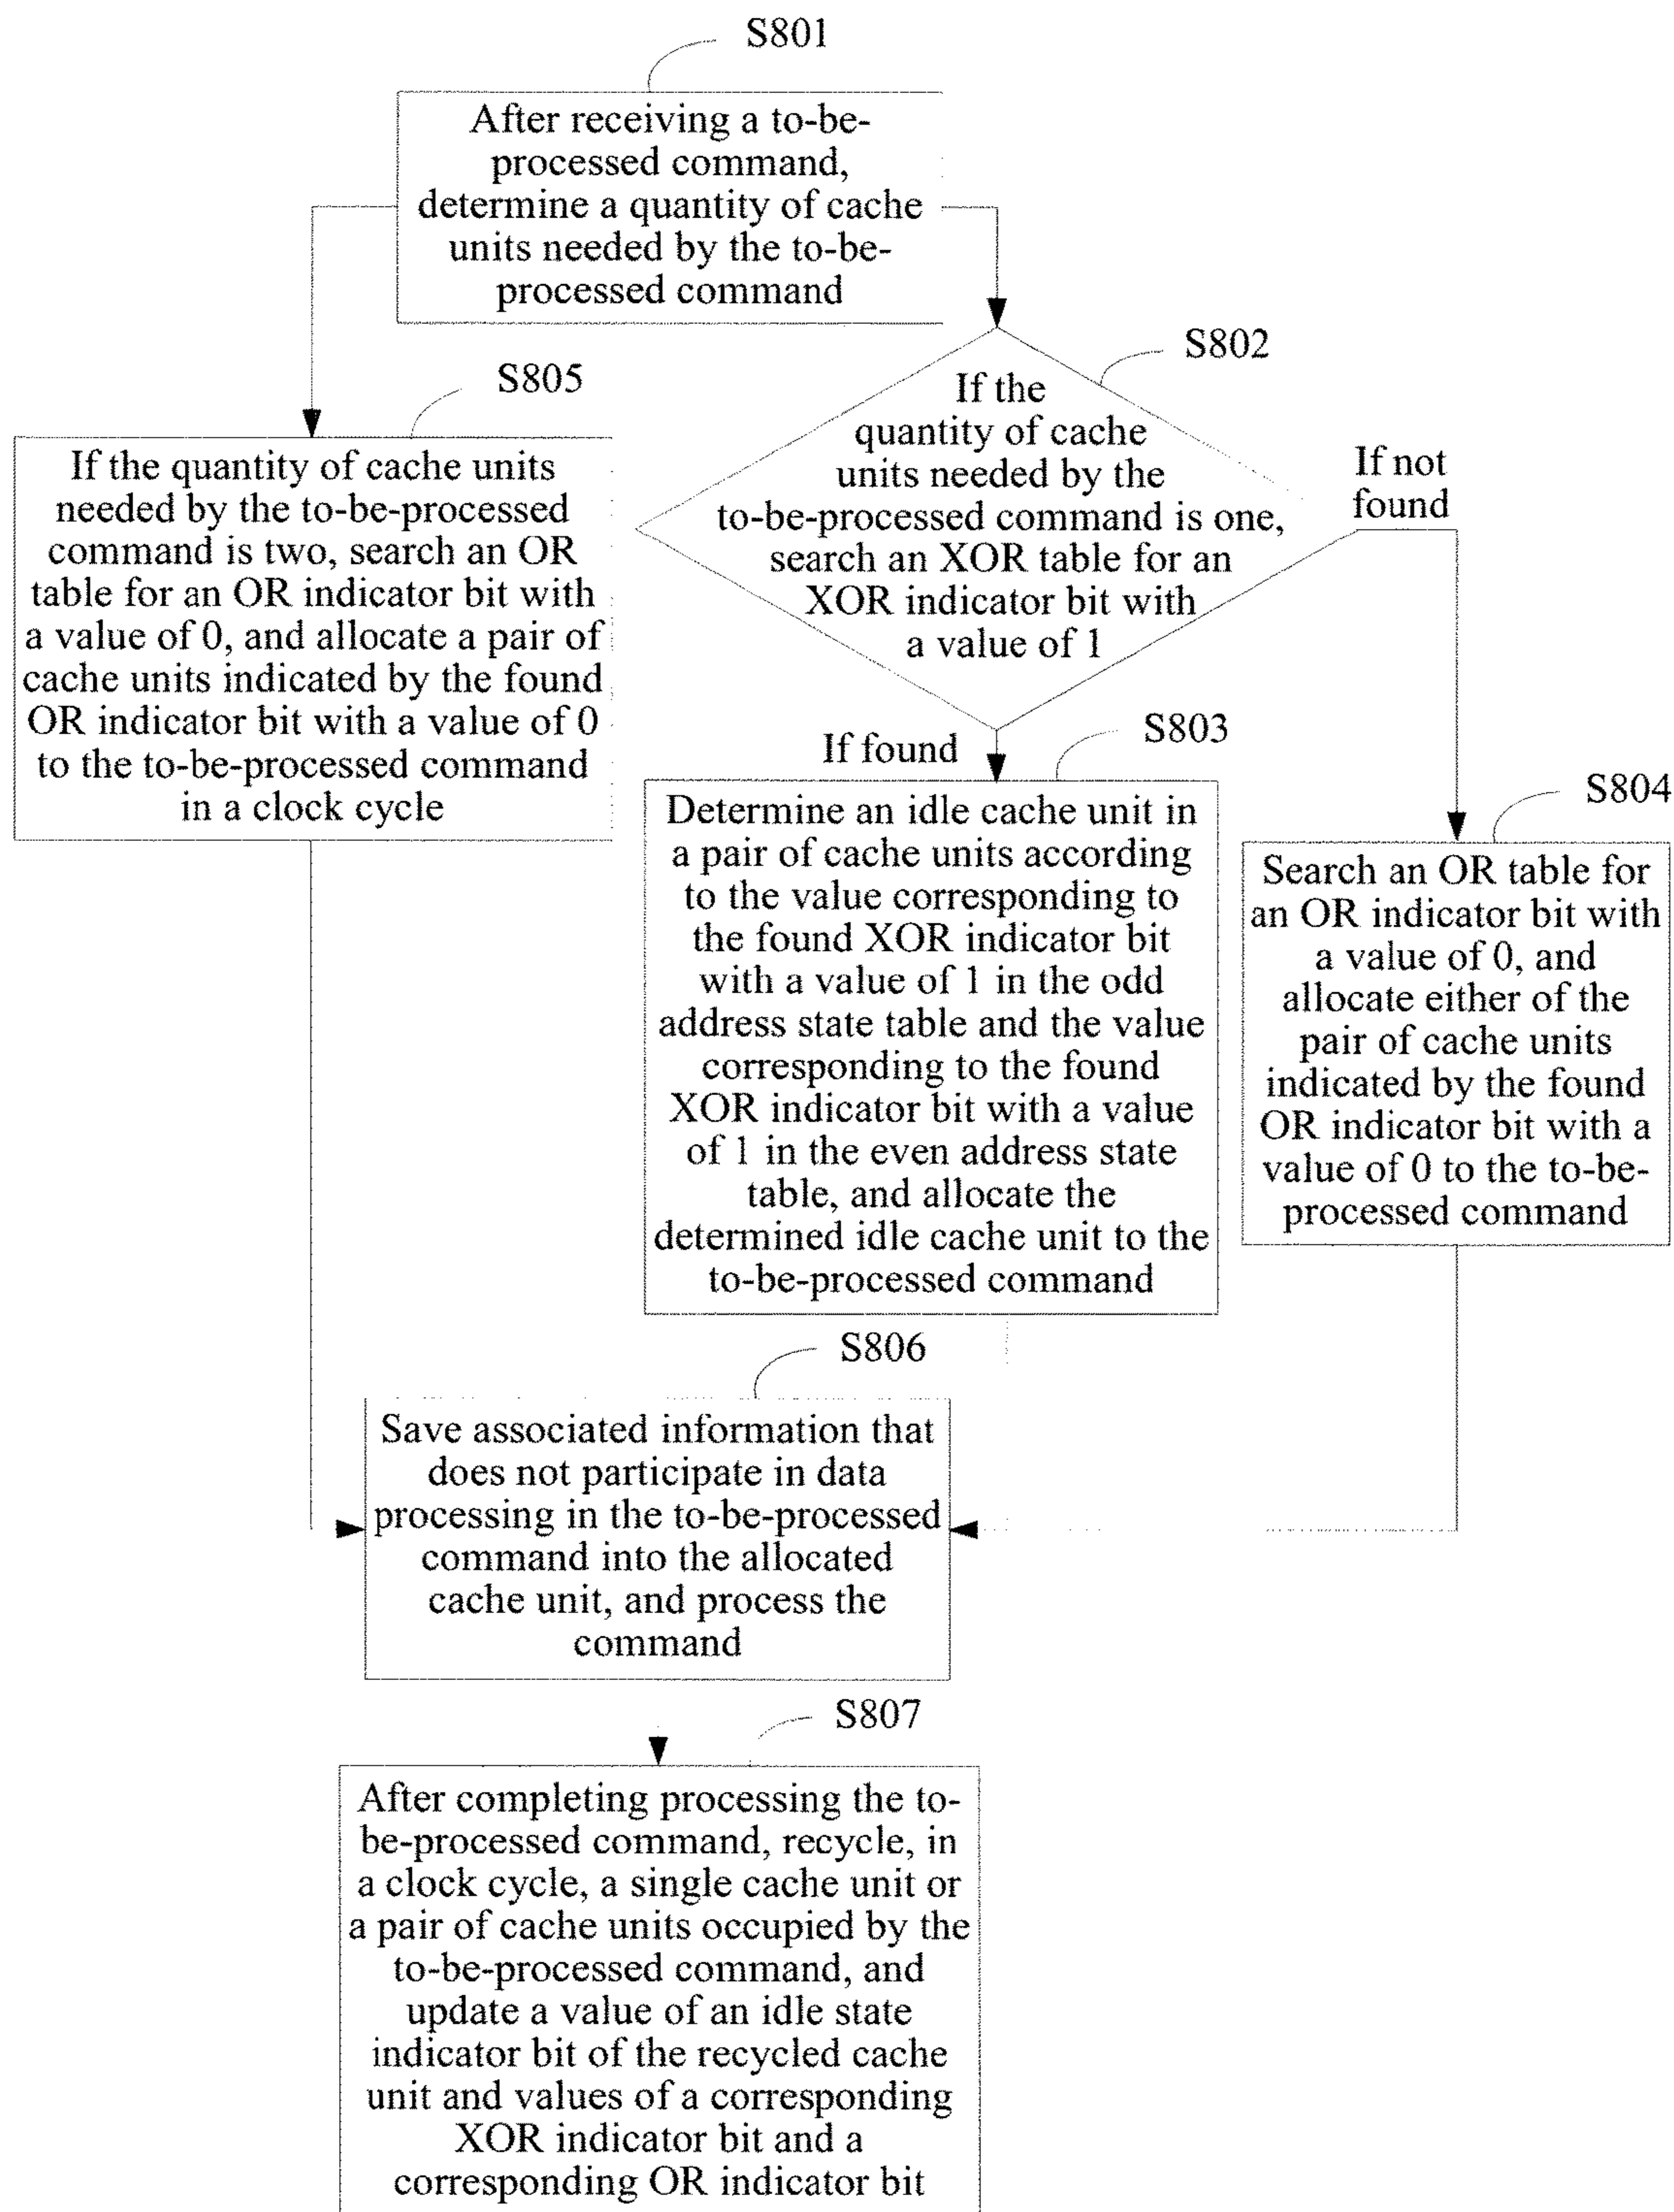 S801
After receiving a to-be-
processed command,
determine a quantity of cache
units needed by the to-be-
processed command
S802
If the
quantity of cache
units needed by the
to-be-processed command is one,
search an XOR table for an
XOR indicator bit with
a value of 1
If not
found
S805
If the quantity of cache units
needed by the to-be-processed
command is two, search an OR
table for an OR indicator bit with
a value of 0, and allocate a pair of
cache units indicated by the found
OR indicator bit with a value of 0
to the to-be-processed command
in a clock cycle
If found
S803
Determine an idle cache unit in
a pair of cache units according
to the value corresponding to
the found XOR indicator bit
with a value of 1 in the odd
address state table and the value
corresponding to the found
XOR indicator bit with a value
of 1 in the even address state
table, and allocate the
determined idle cache unit to the
to-be-processed command
S804
Search an OR table for
an OR indicator bit with
a value of 0, and
allocate either of the
pair of cache units
indicated by the found
OR indicator bit with a
value of 0 to the to-be-
processed command
S806
Save associated information that
does not participate in data
processing in the to-be-processed
command into the allocated
cache unit, and process the
command
S807
After completing processing the to-
be-processed command, recycle, in
a clock cycle, a single cache unit or
a pair of cache units occupied by the
to-be-processed command, and
update a value of an idle state
indicator bit of the recycled cache
unit and values of a corresponding
XOR indicator bit and a
corresponding OR indicator bit